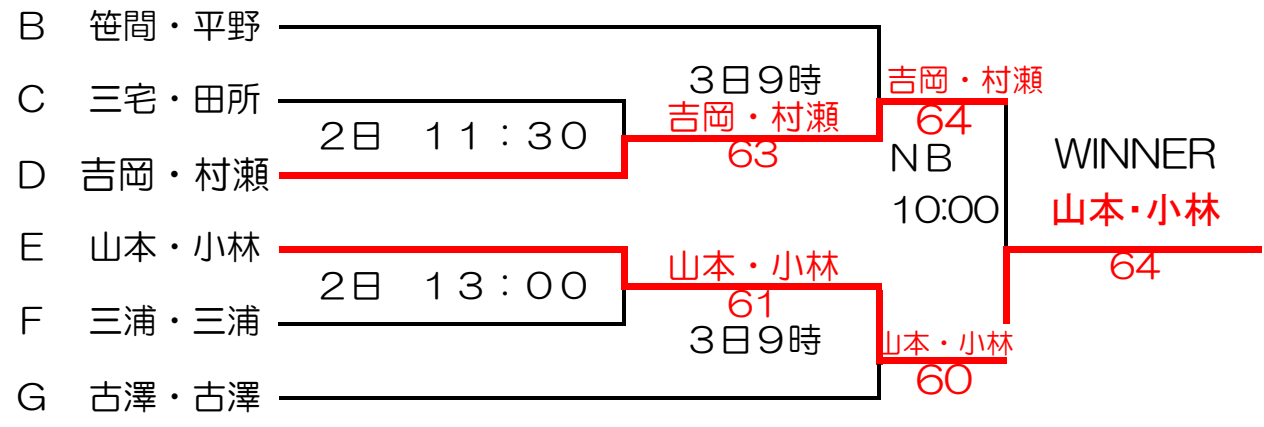 B 笹間・平野
3日9時
吉岡・村瀬
C 三宅・田所
吉岡・村瀬
64
2日 11:30
63
NB
WINNER
D 吉岡・村瀬
10:00
山本・小林
E 山本・小林
山本・小林
64
2日 13:00
61
F 三浦・三浦
3日9時
山本・小林
60
G 古澤・古澤